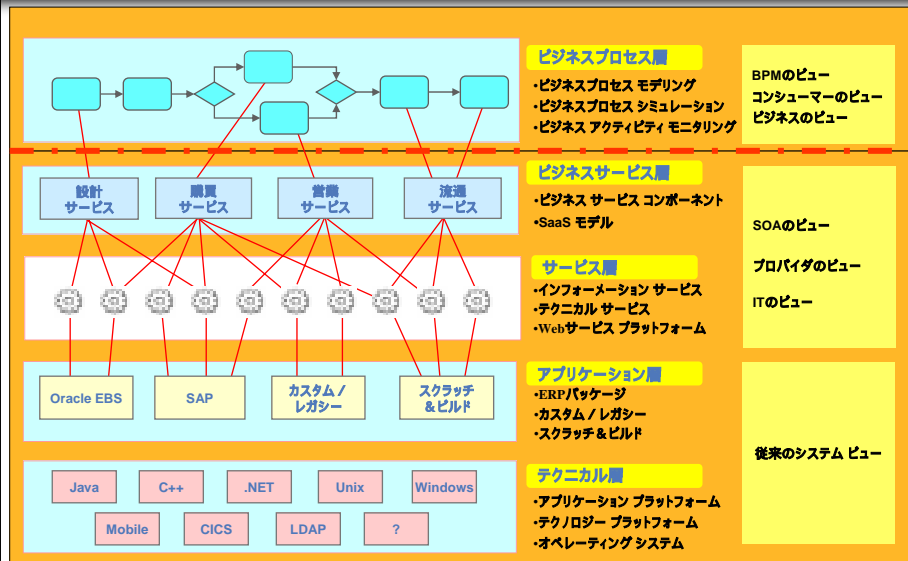 ビジネスプロセス層
・ビジネスプロセス モデリング
・ビジネスプロセス シミュレーション
・ビジネス アクティビティ モニタリング
BPMのビュー
コンシューマーのビュー
ビジネスのビュー
設計
サービス
購買
サービス
営業
サービス
流通
サービス
ビジネスサービス層
・ビジネス サービス コンポーネント
・SaaS モデル
SOAのビュー
プロバイダのビュー
ITのビュー
サービス層
・インフォーメーション サービス
・テクニカル サービス
・Webサービス プラットフォーム
Oracle EBS
SAP
カスタム /
レガシー
スクラッチ
&ビルド
アプリケーション層
・ERPパッケージ
・カスタム / レガシー
・スクラッチ&ビルド
従来のシステム ビュー
Java
C++
.NET
Unix
Windows
Mobile
CICS
LDAP
?
テクニカル層
・アプリケーション プラットフォーム
・テクノロジー プラットフォーム
・オペレーティング システム